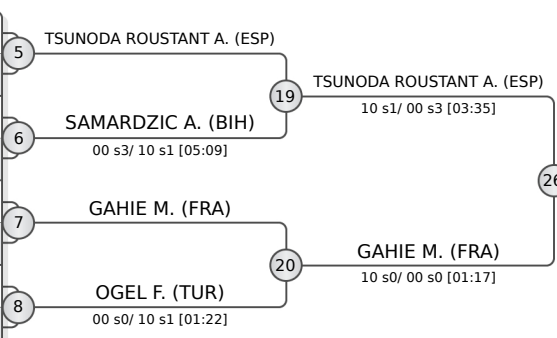 TSUNODA ROUSTANT A. (ESP)
5
19
TSUNODA ROUSTANT A. (ESP)
10 s1/ 00 s3 [03:35]
SAMARDZIC A. (BIH)
6
00 s3/ 10 s1 [05:09]
26
GAHIE M. (FRA)
7
20
GAHIE M. (FRA)
10 s0/ 00 s0 [01:17]
OGEL F. (TUR)
8
00 s0/ 10 s1 [01:22]